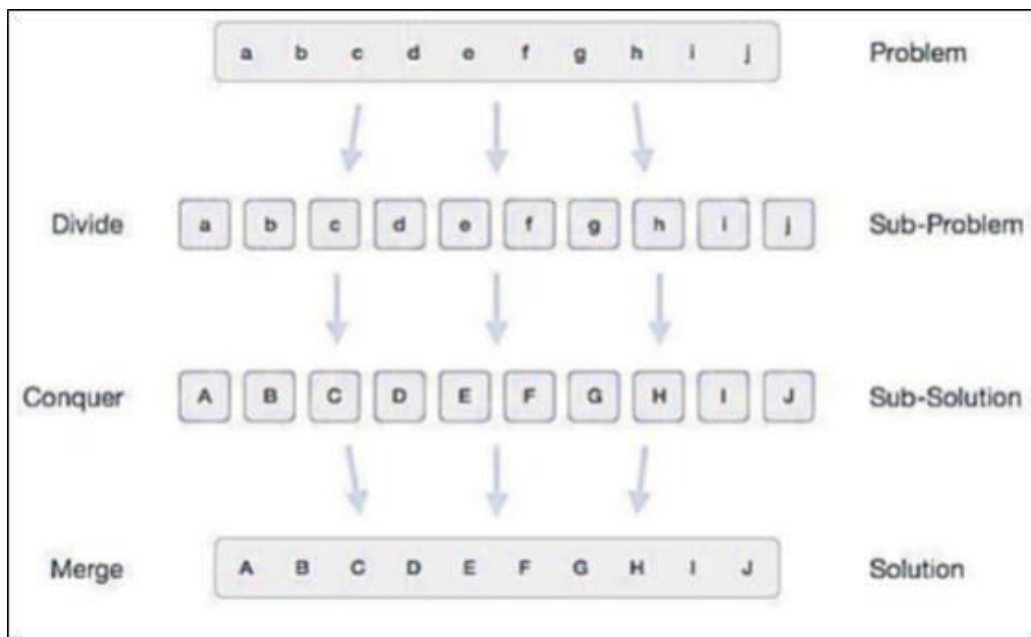 a b c d e f g h i j Problem
Divide a b c d e f g h i j Sub-Problem
Conquer A B C D E F G H I J Sub-Solution
Merge A B C D E F G H I J Solution